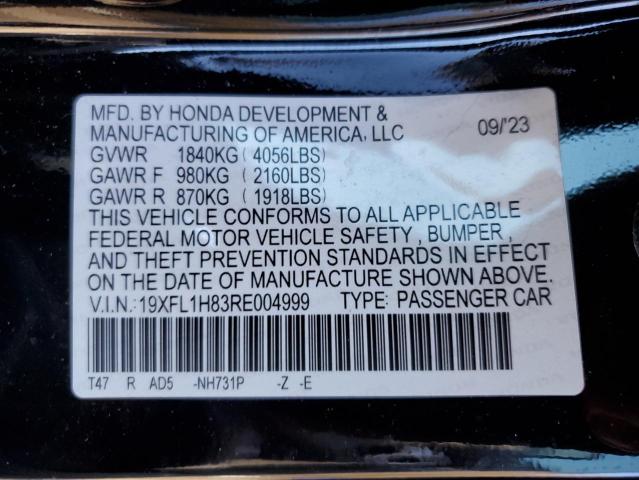 MFD. BY HONDA DEVELOPMENT &
MANUFACTURING OF AMERICA, LLC 09/'23
GVWR 1840KG ( 4056LBS)
GAWR F 980KG ( 2160LBS)
GAWR R 870KG ( 1918LBS)
THIS VEHICLE CONFORMS TO ALL APPLICABLE
FEDERAL MOTOR VEHICLE SAFETY , BUMPER ,
AND THEFT PREVENTION STANDARDS IN EFFECT
ON THE DATE OF MANUFACTURE SHOWN ABOVE.
V.I.N.:19XFL1H83RE004999 TYPE: PASSENGER CAR
T47 R AD5 -NH731P -Z -E